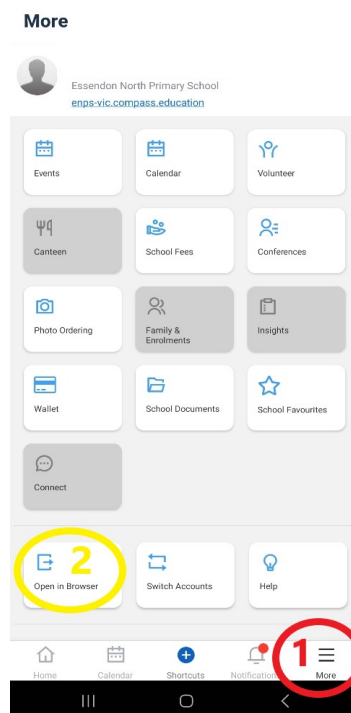 More
Essendon North Primary School
enps-vic.compass.education
Events
Calendar
Volunteer
Canteen
School Fees
Conferences
Photo Ordering
Family &
Enrolments
Insights
Wallet
School Documents
School Favourites
Connect
2
Open in Browser
Switch Accounts
Help
1
Home
Calendar
Shortcuts
Notification
More